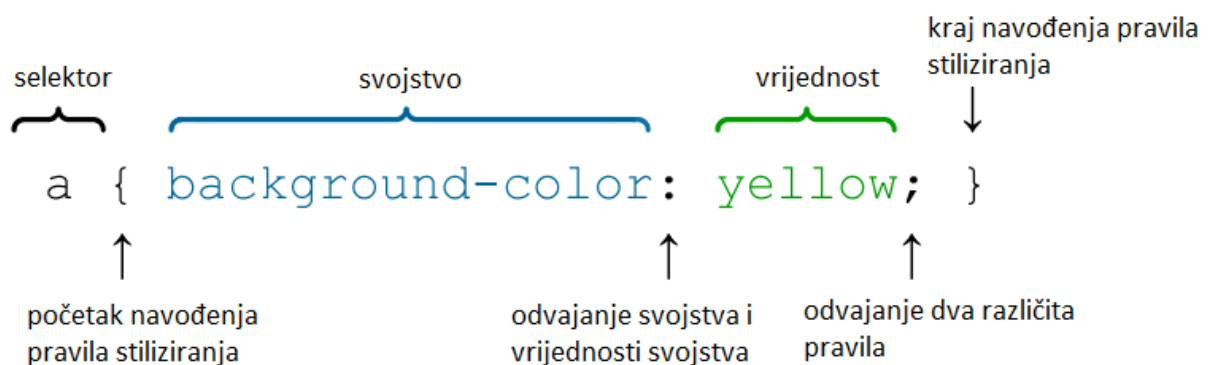 kraj navođenja pravila
stiliziranja
selektor
svojstvo
vrijednost
a { background-color: yellow; }
početak navođenja
pravila stiliziranja
odvajanje svojstva i
vrijednosti svojstva
odvajanje dva različita
pravila